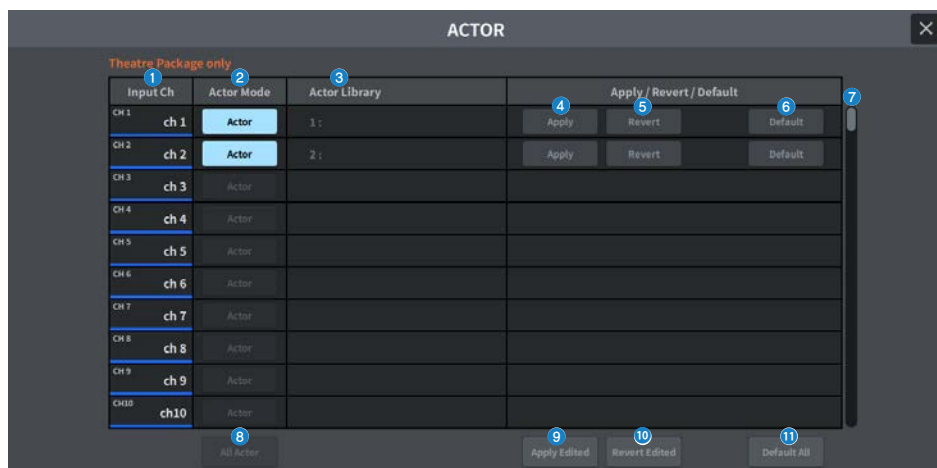 ACTOR
Theatre Package only
1 2 3
Input Ch Actor Mode Actor Library Apply / Revert / Default
4 5 6 7
CH 1
ch 1 Actor 1 : Apply Revert Default
CH 2
ch 2 Actor 2 : Apply Revert Default
CH 3
ch 3 Actor
CH 4
ch 4 Actor
CH 5
ch 5 Actor
CH 6
ch 6 Actor
CH 7
ch 7 Actor
CH 8
ch 8 Actor
CH 9
ch 9 Actor
CH10
ch10 Actor
8 9 10 11
All Actor Apply Edited Revert Edited Default All